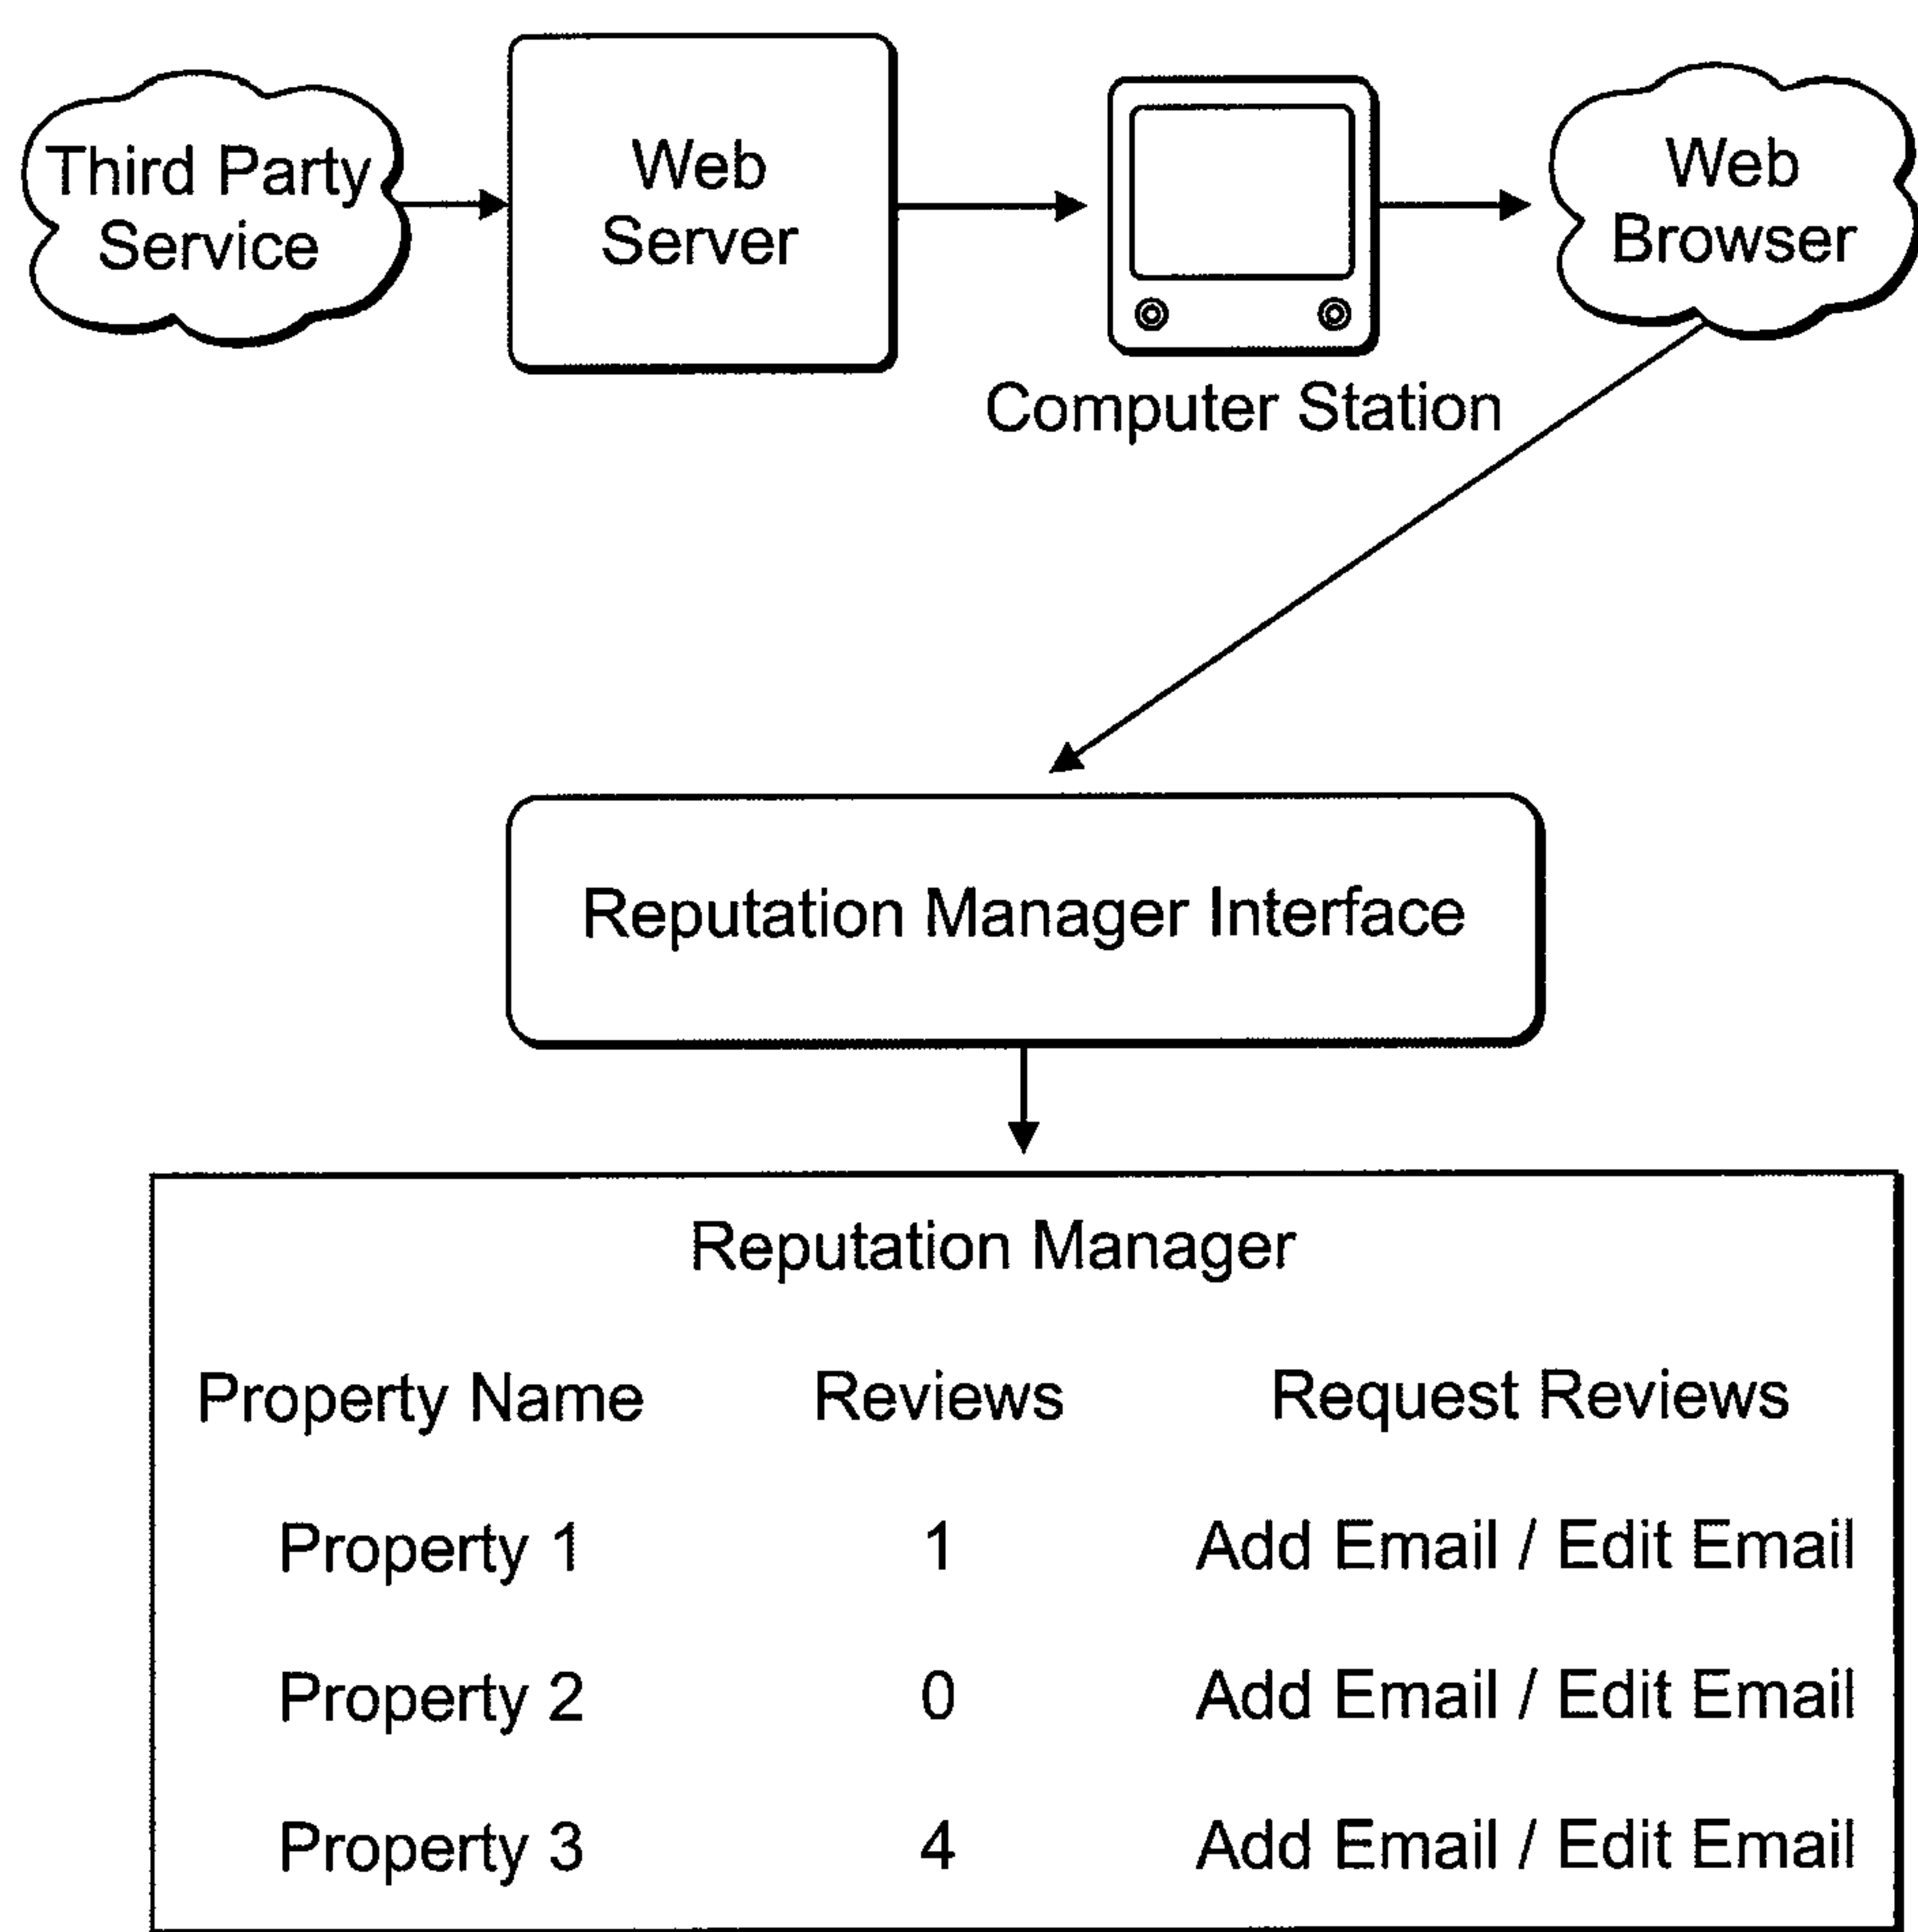 Third Party
Service
Web
Server
Computer Station
Web
Browser
Reputation Manager Interface
Reputation Manager
Property Name Reviews Request Reviews
Property 1 1 Add Email / Edit Email
Property 2 0 Add Email / Edit Email
Property 3 4 Add Email / Edit Email